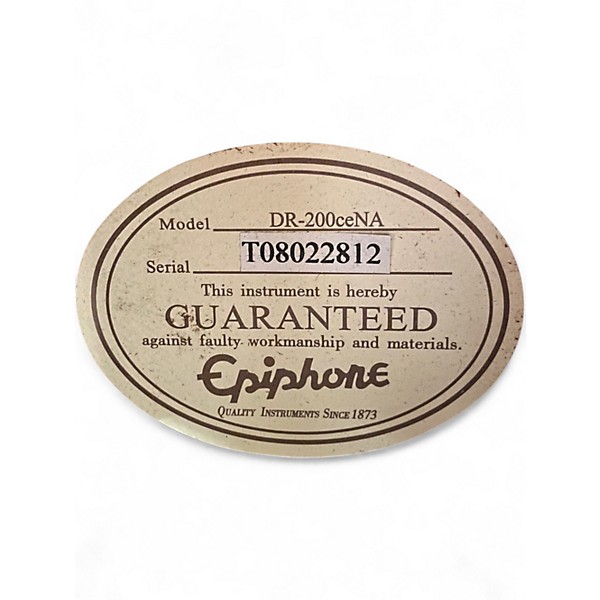 Model DR-200ceNA
Serial T08022812
This instrument is hereby
GUARANTEED
against faulty workmanship and materials.
Epiphone
QUALITY INSTRUMENTS SINCE 1873